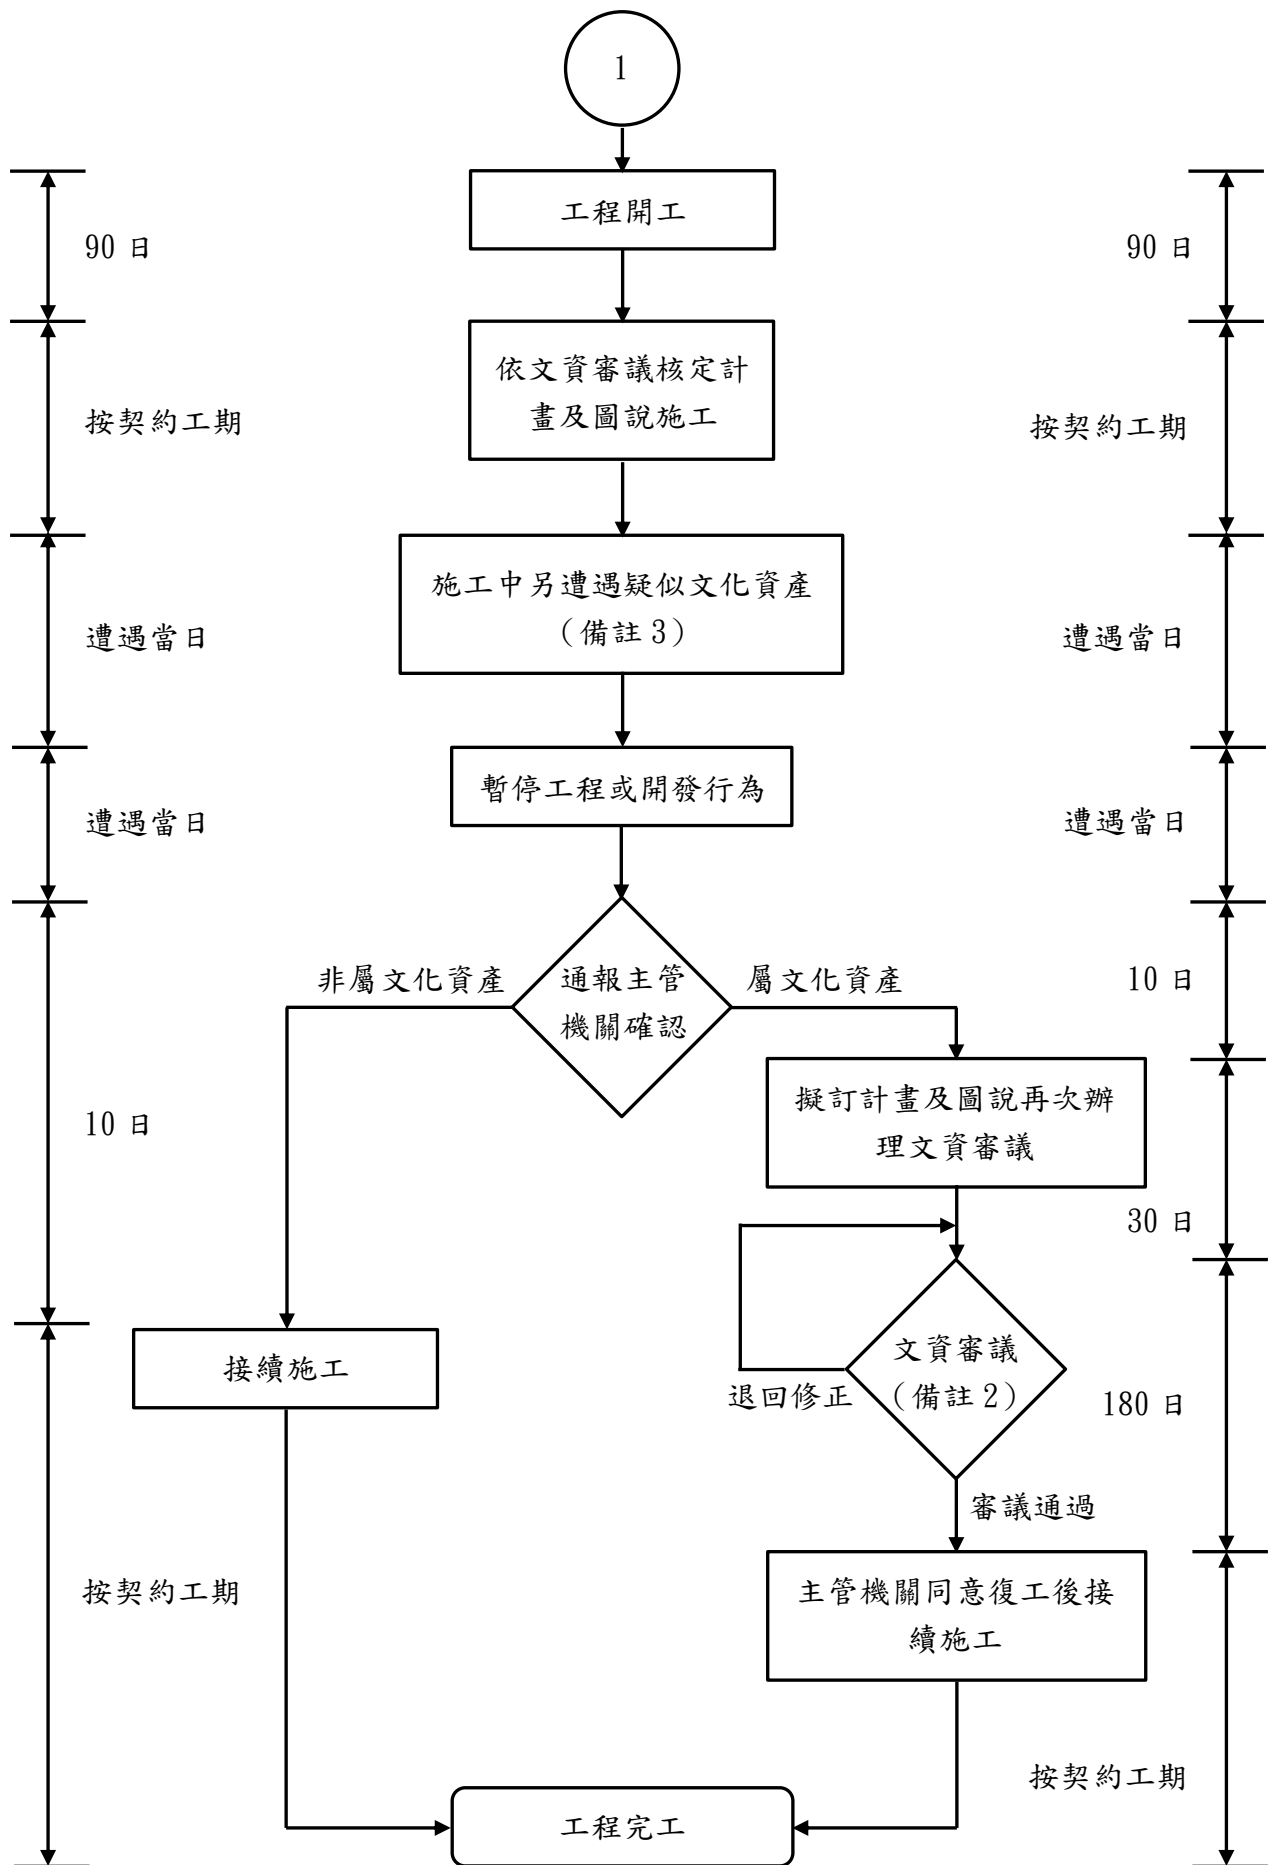 1
工程開工
90 日
90 日
依文資審議核定計
畫及圖說施工
按契約工期
按契約工期
施工中另遭遇疑似文化資產
（備註 3）
遭遇當日
遭遇當日
暫停工程或開發行為
遭遇當日
遭遇當日
非屬文化資產
通報主管
機關確認
屬文化資產
10 日
10 日
擬訂計畫及圖說再次辦
理文資審議
30 日
接續施工
文資審議
（備註 2）
退回修正
180 日
審議通過
按契約工期
主管機關同意復工後接
續施工
按契約工期
工程完工